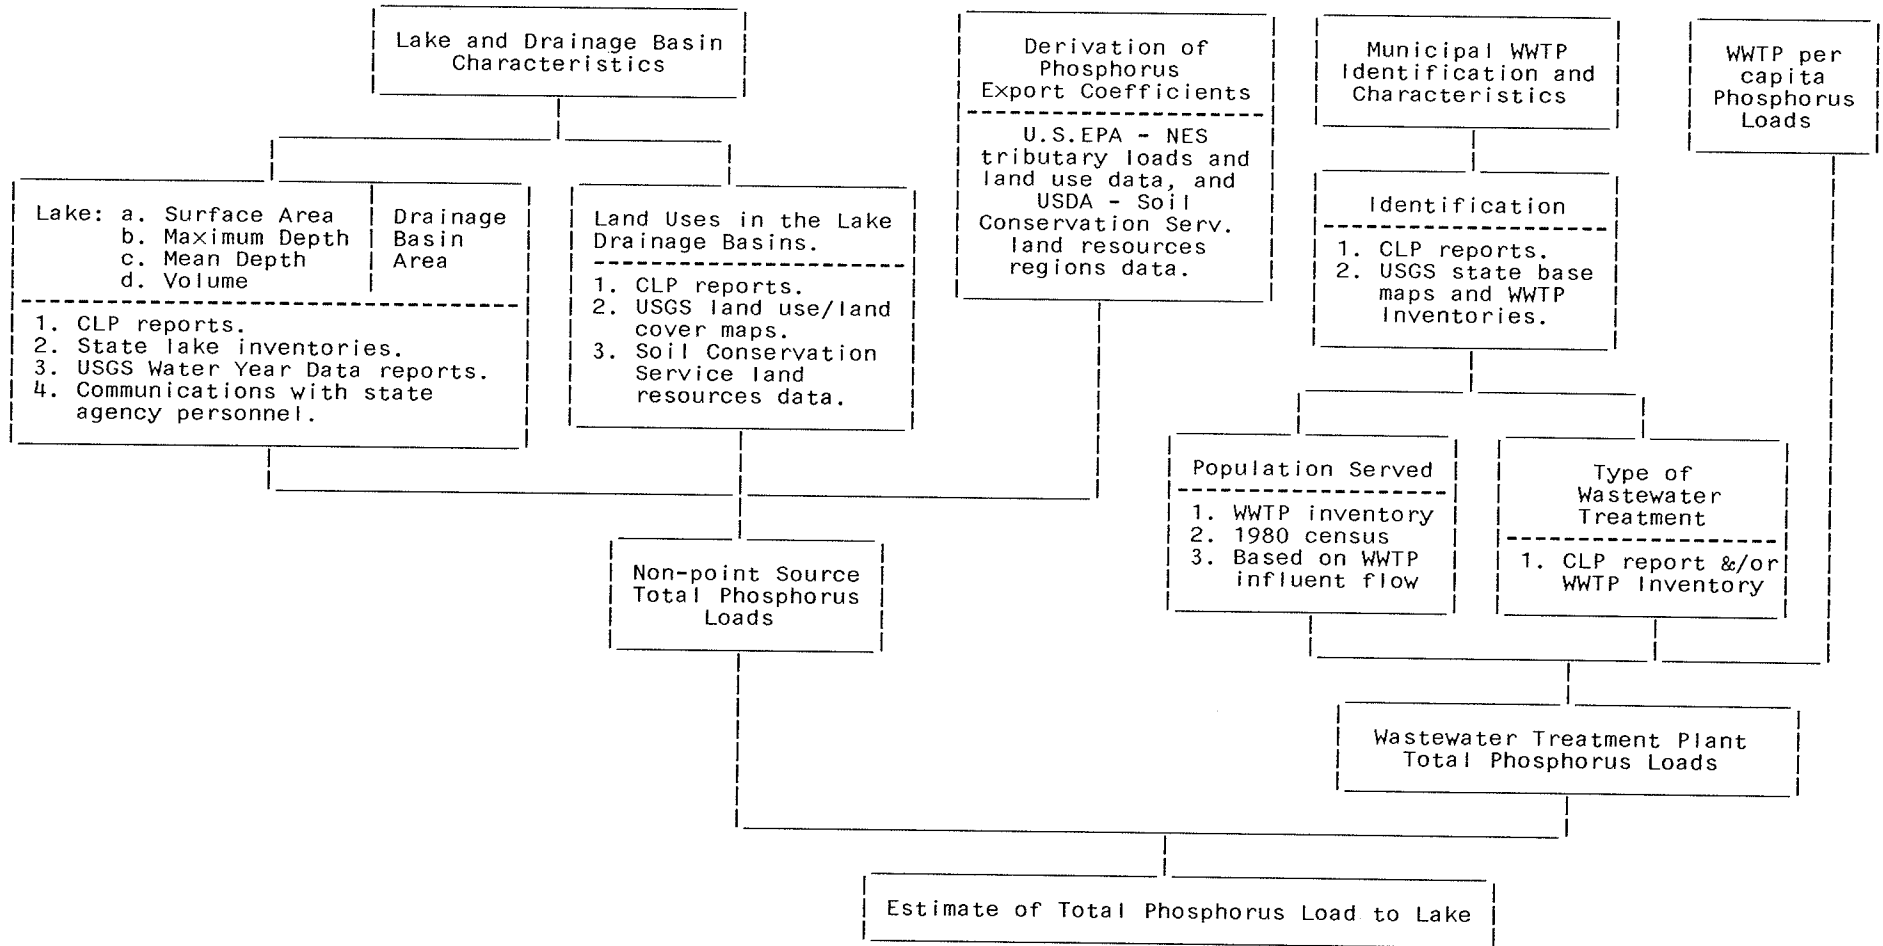 Lake and Drainage Basin
Characteristics
Derivation of
Phosphorus
Export Coefficients
U.S.EPA - NES
tributary loads and
land use data, and
USDA - Soil
Conservation Serv.
land resources
regions data.
Municipal WWTP
Identification and
Characteristics
WWTP per
capita
Phosphorus
Loads
Lake: a. Surface Area
b. Maximum Depth
c. Mean Depth
d. Volume
Drainage
Basin
Area
1. CLP reports.
2. State lake inventories.
3. USGS Water Year Data reports.
4. Communications with state
agency personnel.
Land Uses in the Lake
Drainage Basins.
1. CLP reports.
2. USGS land use/land
cover maps.
3. Soil Conservation
Service land
resources data.
Identification
1. CLP reports.
2. USGS state base
maps and WWTP
Inventories.
Population Served
1. WWTP inventory
2. 1980 census
3. Based on WWTP
influent flow
Type of
Wastewater
Treatment
1. CLP report &/or
WWTP Inventory
Non-point Source
Total Phosphorus
Loads
Wastewater Treatment Plant
Total Phosphorus Loads
Estimate of Total Phosphorus Load to Lake